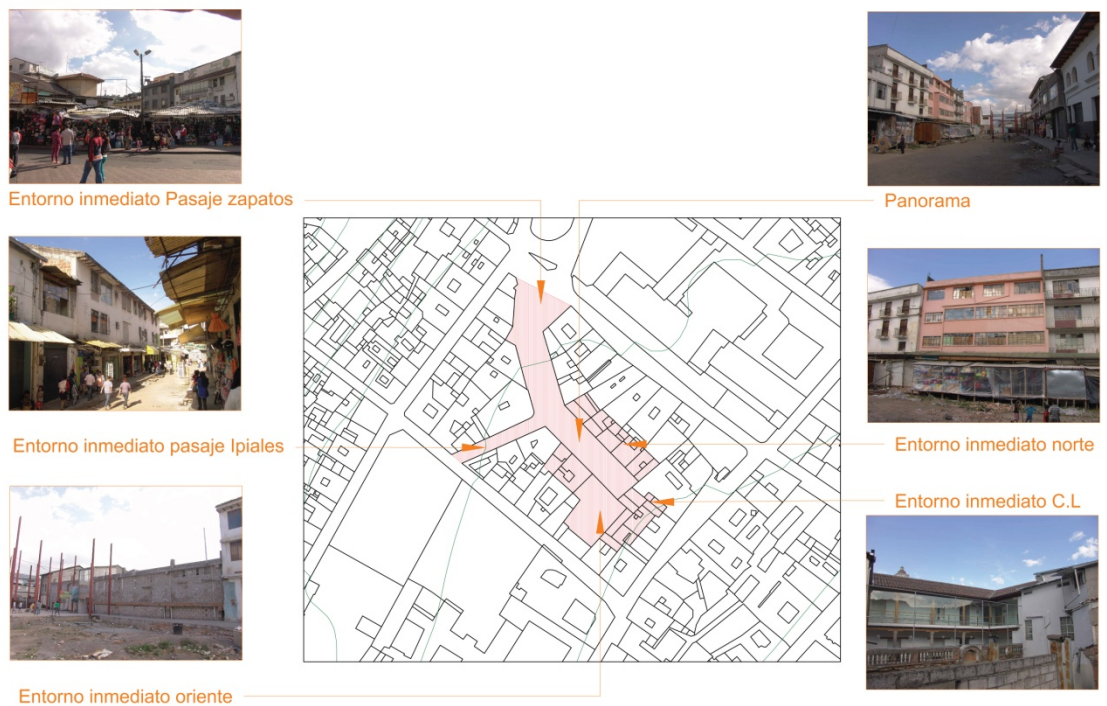 Entorno inmediato Pasaje zapatos
Panorama
Entorno inmediato pasaje Ipiales
Entorno inmediato norte
Entorno inmediato C.L
Entorno inmediato oriente